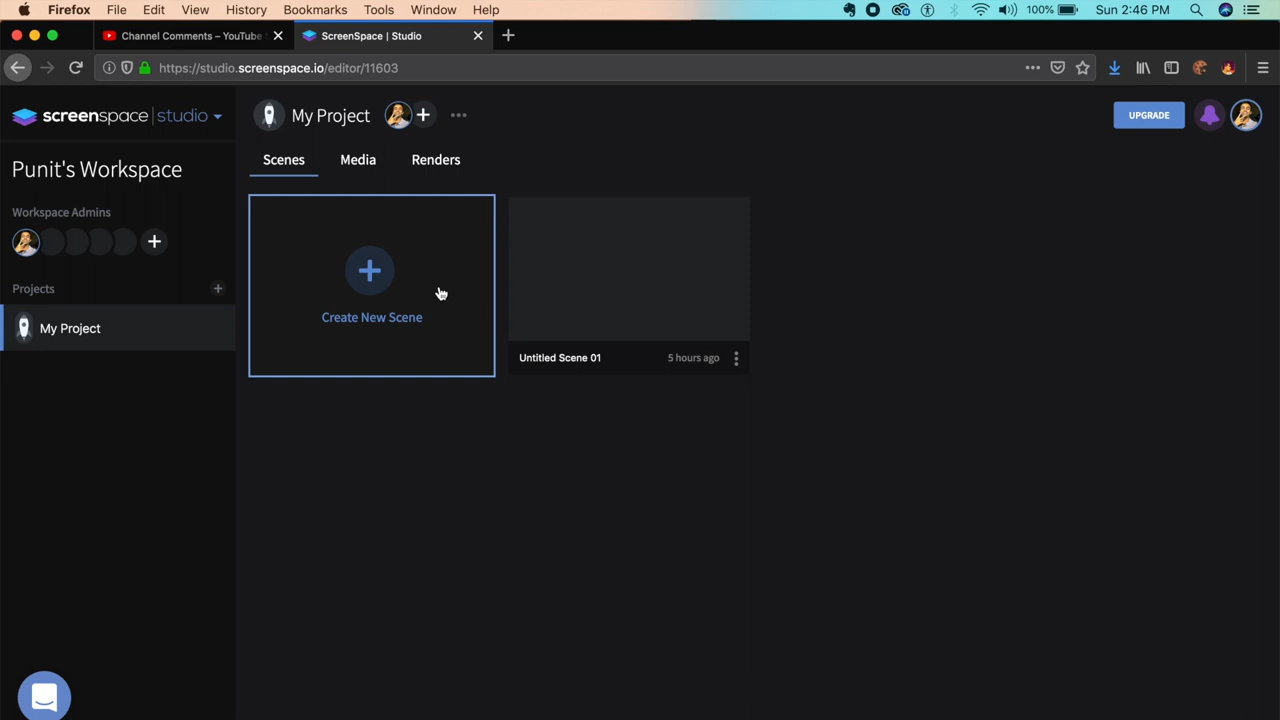 Firefox File Edit View History Bookmarks Tools Window Help 100% Sun 2:46 PM
Channel Comments – YouTube ScreenSpace | Studio
https://studio.screenspace.io/editor/11603
screenspace | studio My Project UPGRADE
Scenes Media Renders
Punit's Workspace
Workspace Admins
Projects
My Project
Create New Scene
Untitled Scene 01 5 hours ago